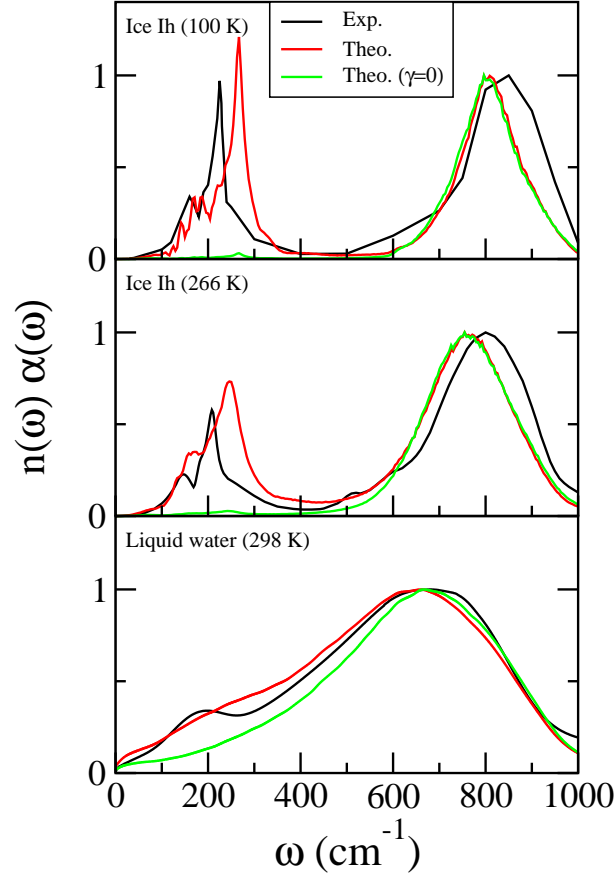 Ice Ih (100 K)
Exp.
Theo.
Theo. (γ=0)
1
0
Ice Ih (266 K)
1
0
Liquid water (298 K)
1
0
n(ω) α(ω)
0 200 400 600 800 1000
ω (cm⁻¹)